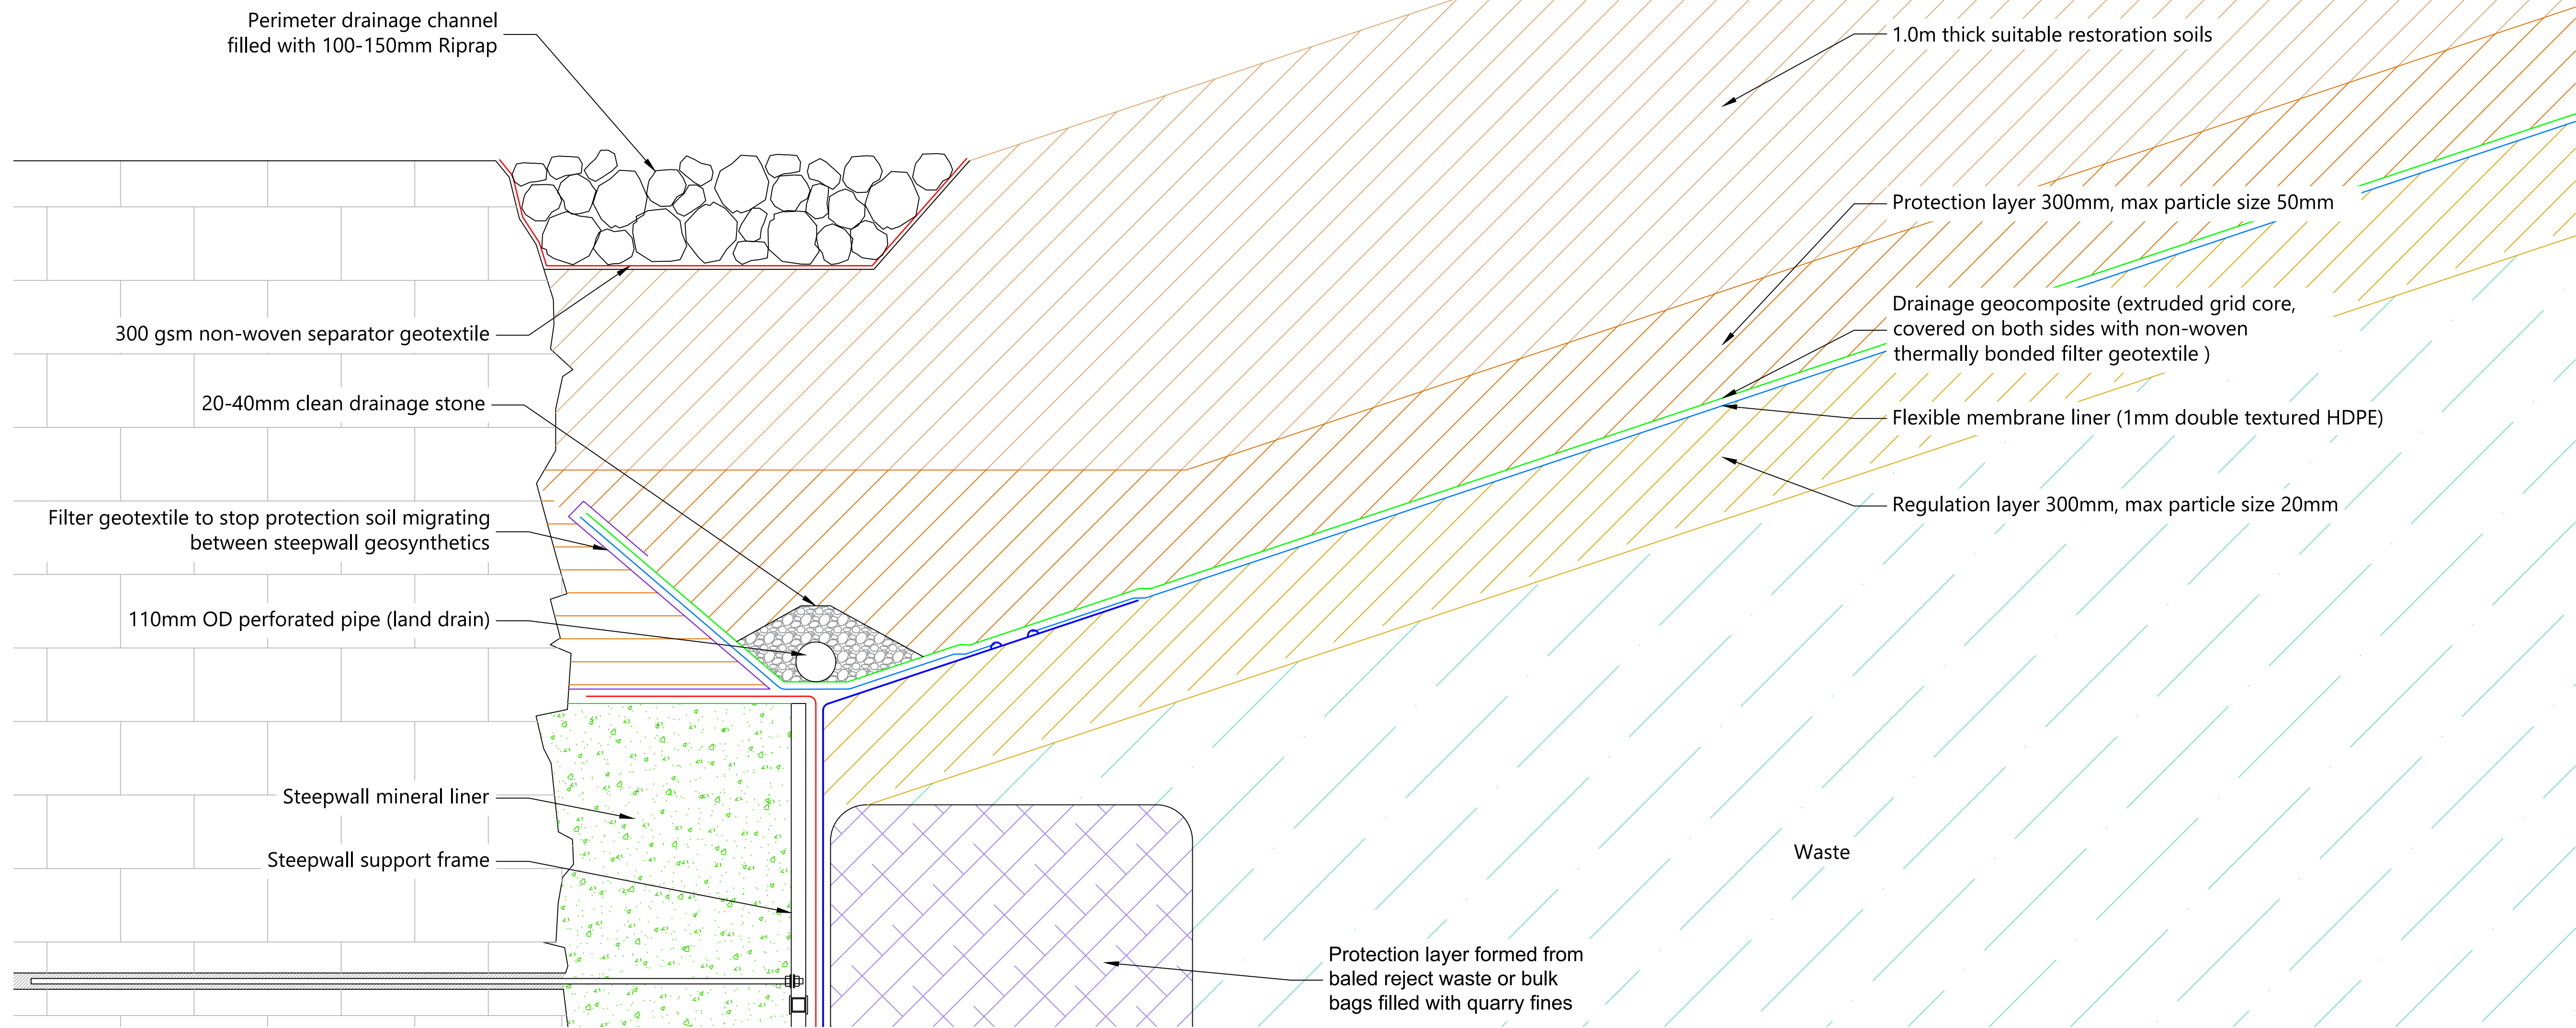 Perimeter drainage channel
filled with 100-150mm Riprap
300 gsm non-woven separator geotextile
20-40mm clean drainage stone
Filter geotextile to stop protection soil migrating
between steepwall geosynthetics
110mm OD perforated pipe (land drain)
Steepwall mineral liner
Steepwall support frame
1.0m thick suitable restoration soils
Protection layer 300mm, max particle size 50mm
Drainage geocomposite (extruded grid core,
covered on both sides with non-woven
thermally bonded filter geotextile )
Flexible membrane liner (1mm double textured HDPE)
Regulation layer 300mm, max particle size 20mm
Waste
Protection layer formed from
baled reject waste or bulk
bags filled with quarry fines